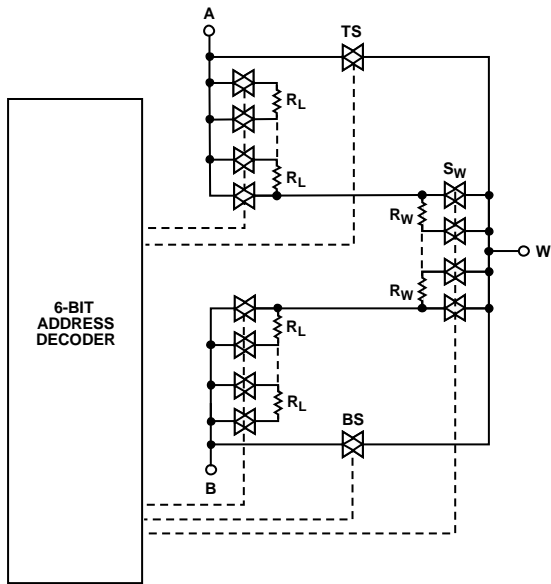 A
TS
R_L
R_L
S_W
R_W
W
R_W
6-BIT
ADDRESS
DECODER
R_L
R_L
BS
B